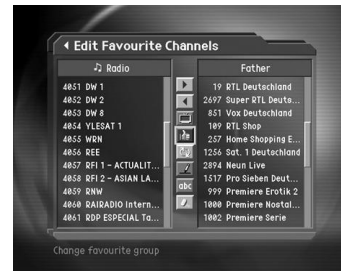 Edit Favourite Channels
Radio
4051 DW 1
4052 DW 2
4053 DW 8
4054 YLESAT 1
4055 WRN
4056 REE
4057 RFI 1 - ACTUALIT...
4058 RFI 2 - ASIAN LA...
4059 RNW
4060 RAIRADIO Intern...
4061 RDP ESPECIAL Ta...
abc
Father
19 RTL Deutschland
2697 Super RTL Deuts...
851 Vox Deutschland
109 RTL Shop
257 Home Shopping E...
1256 Sat. 1 Deutschland
2894 Neun Live
1517 Pro Sieben Deut...
999 Premiere Erotik 2
1000 Premiere Nostal...
1002 Premiere Serie
Change favourite group